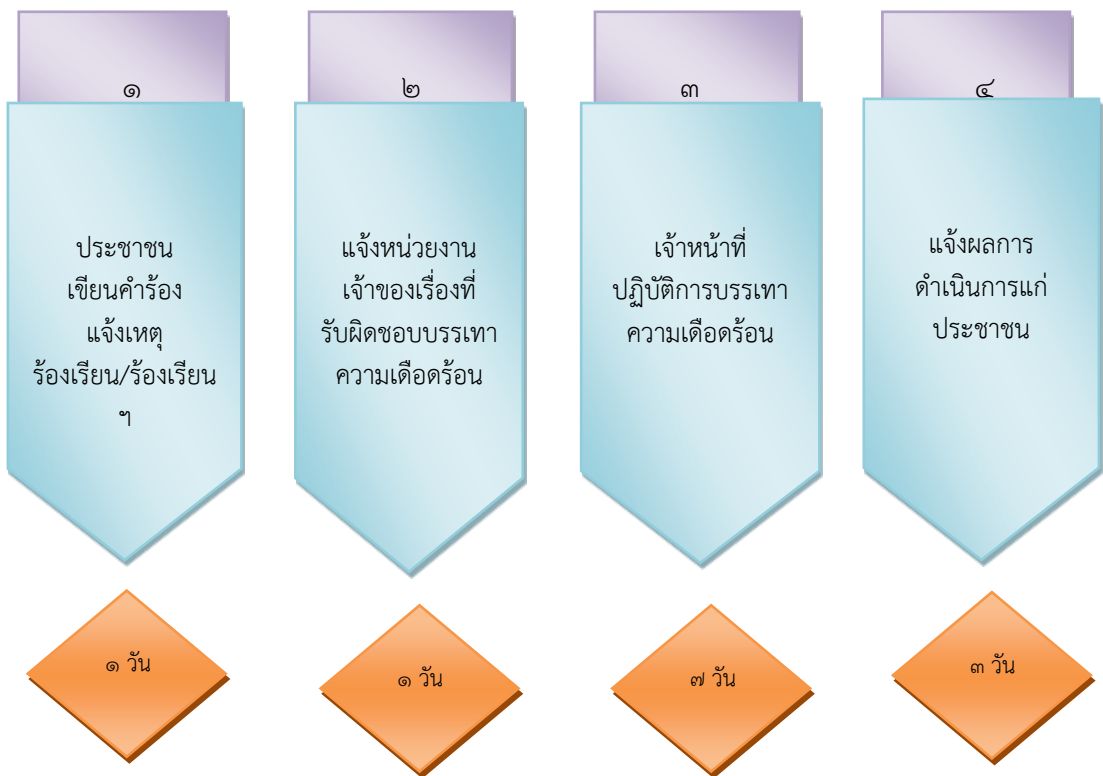 ๑
ประชาชน
เขียนคำร้อง
แจ้งเหตุ
ร้องเรียน/ร้องเรียน
ฯ
๑ วัน
๒
แจ้งหน่วยงาน
เจ้าของเรื่องที่
รับผิดชอบบรรเทา
ความเดือดร้อน
๑ วัน
๓
เจ้าหน้าที่
ปฏิบัติการบรรเทา
ความเดือดร้อน
๗ วัน
๔
แจ้งผลการ
ดำเนินการแก่
ประชาชน
๓ วัน